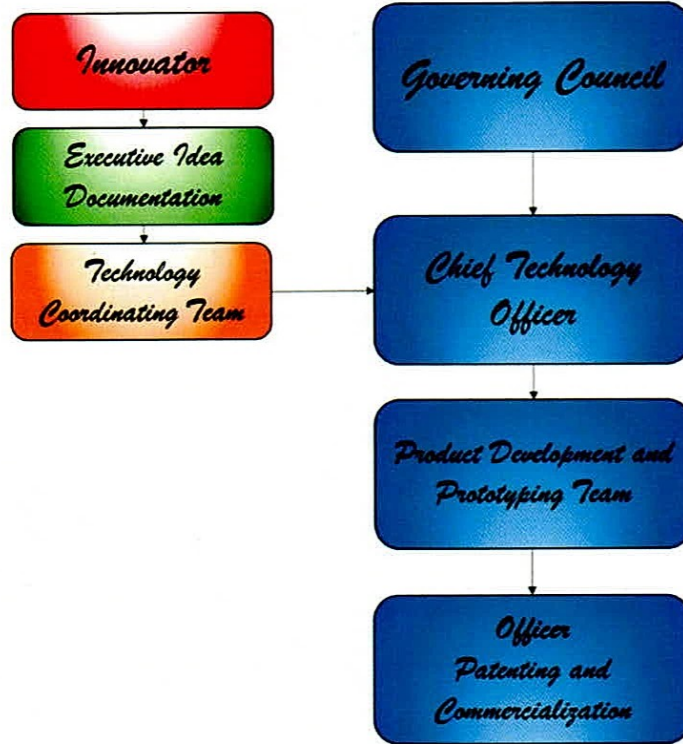 Innovator
Executive Idea
Documentation
Technology
Coordinating Team
Governing Council
Chief Technology
Officer
Product Development and
Prototyping Team
Officer
Patenting and
Commercialization